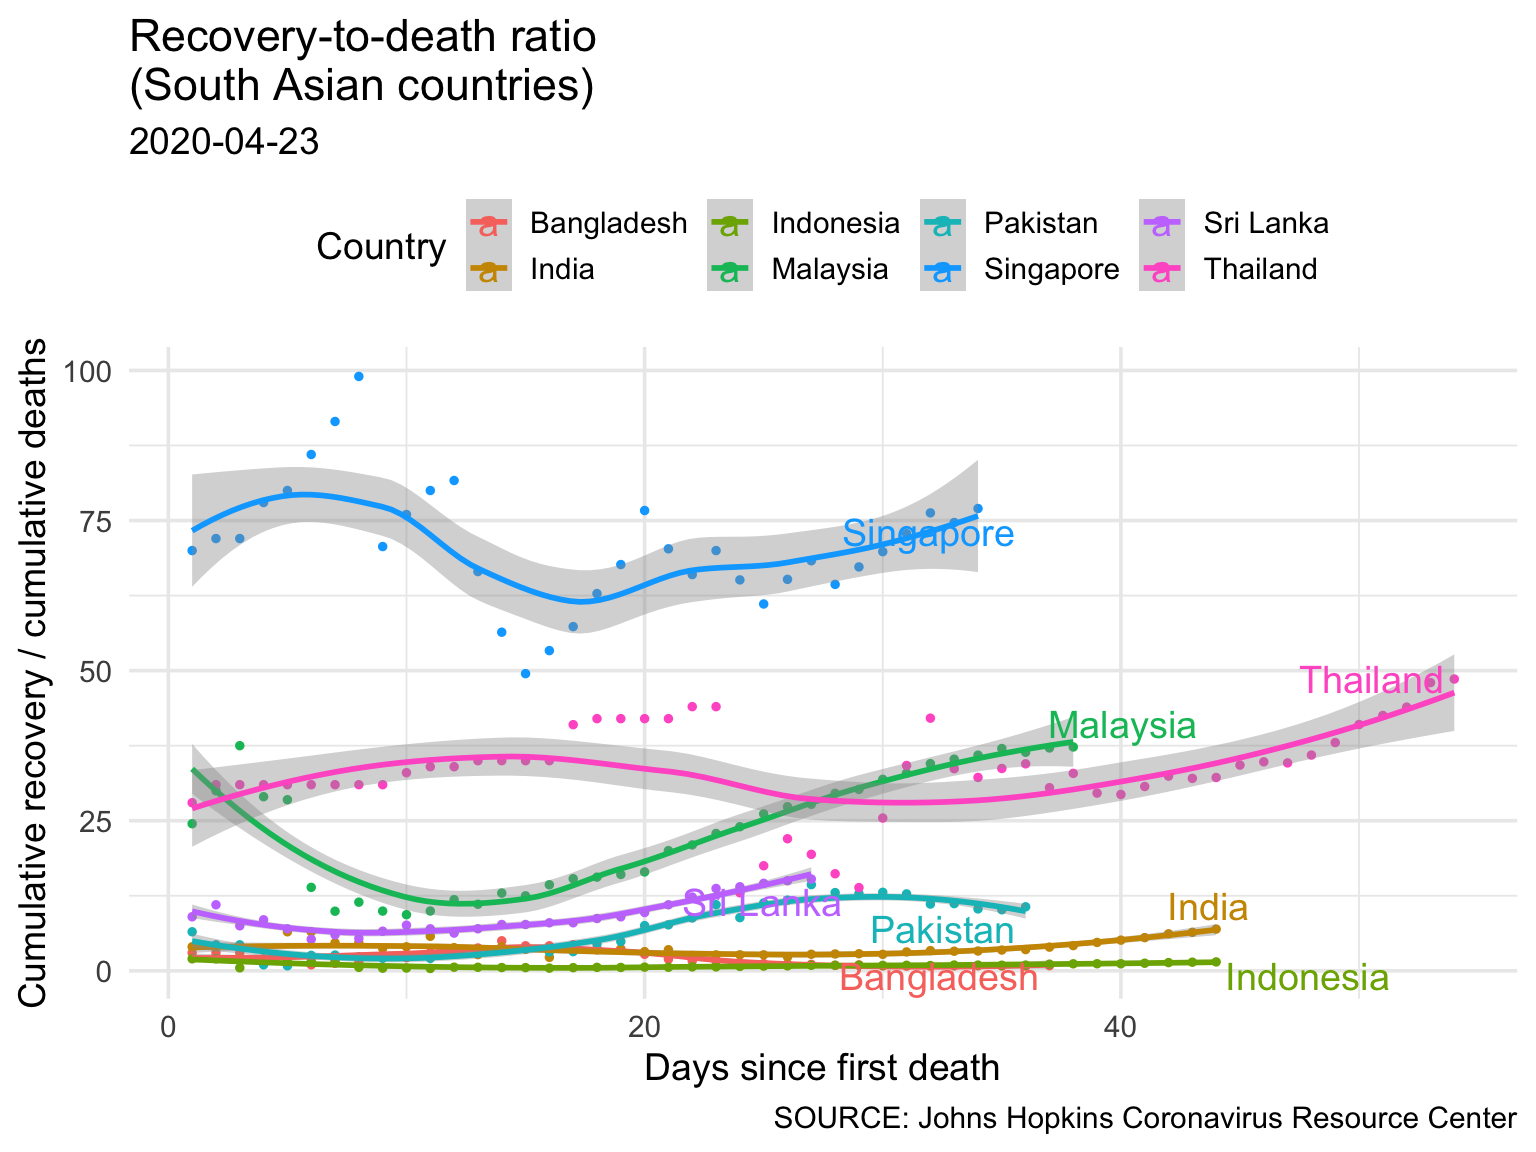 Recovery-to-death ratio
(South Asian countries)
2020-04-23
Country
a Bangladesh a Indonesia a Pakistan a Sri Lanka
a India a Malaysia a Singapore a Thailand
Cumulative recovery / cumulative deaths
100
75
50
25
0
Singapore
Thailand
Malaysia
India
Sri Lanka
Pakistan
Bangladesh
Indonesia
0 20 40
Days since first death
SOURCE: Johns Hopkins Coronavirus Resource Center